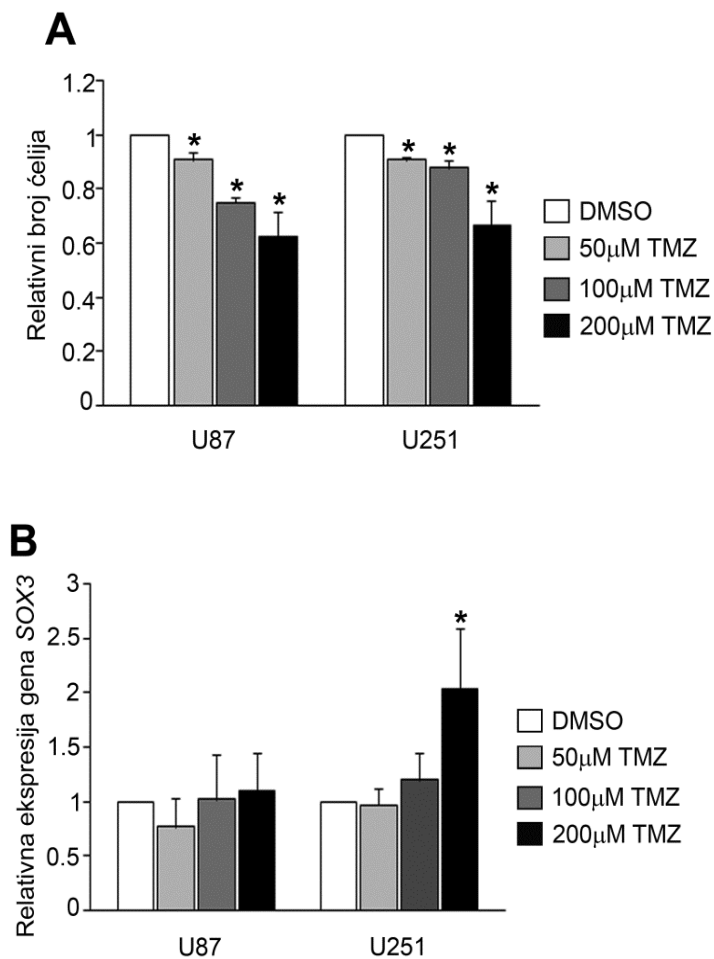 A
Relativni broj ćelija
1.2
1
0.8
0.6
0.4
0.2
0
*
*
*
*
*
*
U87
U251
DMSO
50μM TMZ
100μM TMZ
200μM TMZ
B
Relativna ekspresija gena SOX3
3
2.5
2
1.5
1
0.5
0
*
U87
U251
DMSO
50μM TMZ
100μM TMZ
200μM TMZ